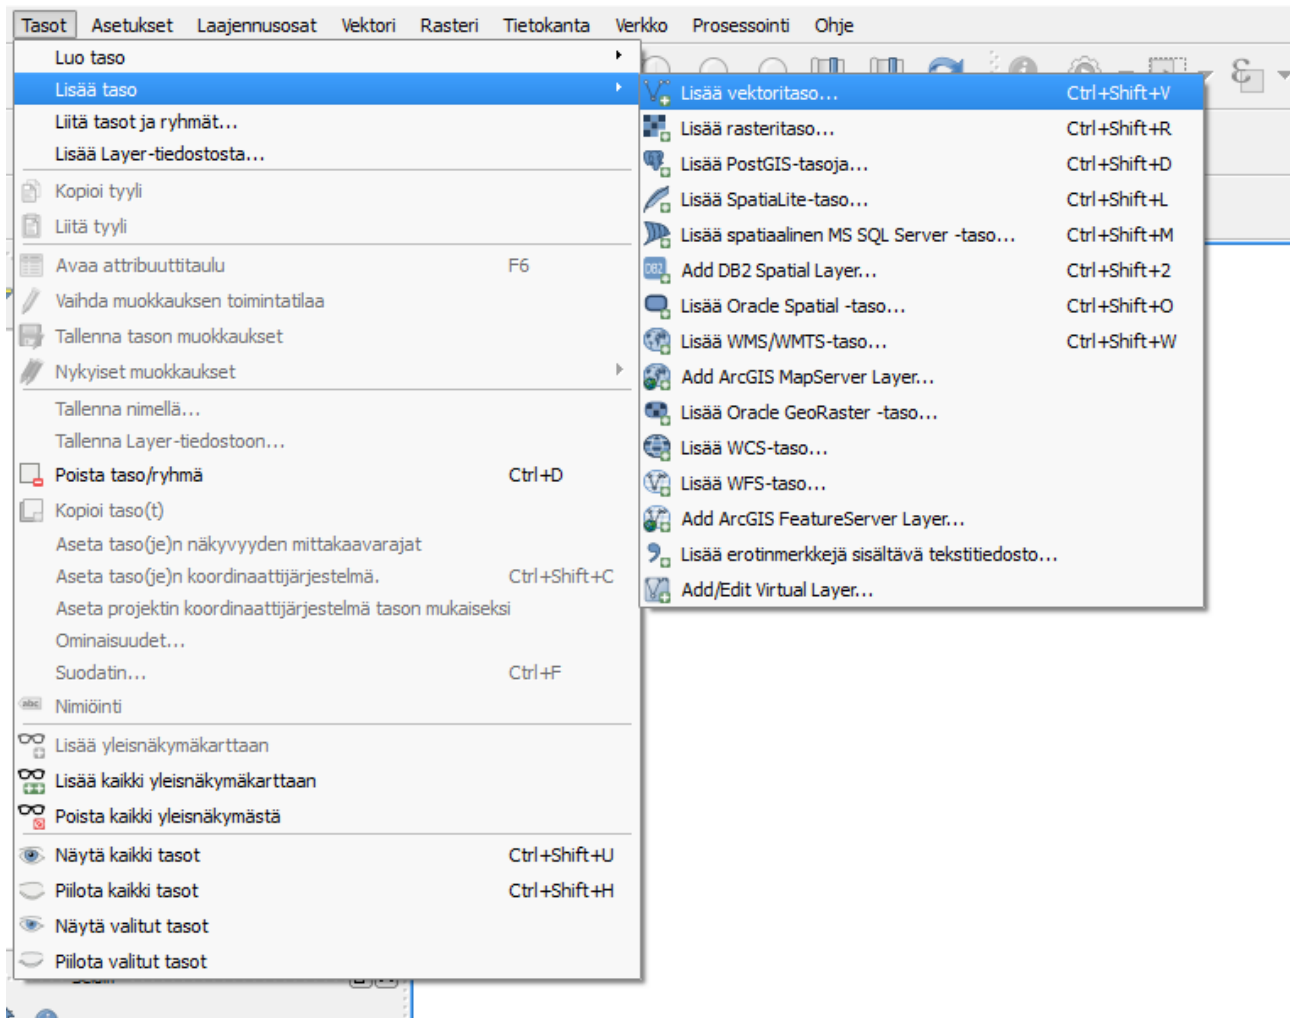 Tasot Asetukset Laajennusosat Vektori Rasteri Tietokanta Verkko Prosessointi Ohje
Luo taso
Lisää taso
Liitä tasot ja ryhmät...
Lisää Layer-tiedostosta...
Kopioi tyyli
Liitä tyyli
Avaa attribuuttitaulu F6
Vaihda muokkauksen toimintatilaa
Tallenna tason muokkaukset
Nykyiset muokkaukset
Tallenna nimellä...
Tallenna Layer-tiedostoon...
Poista taso/ryhmä Ctrl+D
Kopioi taso(t)
Aseta taso(je)n näkyvyyden mittakaavarajat
Aseta taso(je)n koordinaattijärjestelmä. Ctrl+Shift+C
Aseta projektin koordinaattijärjestelmä tason mukaiseksi
Ominaisuudet...
Suodatin... Ctrl+F
abc Nimiöinti
Lisää yleisnäkymäkarttaan
Lisää kaikki yleisnäkymäkarttaan
Poista kaikki yleisnäkymästä
Näytä kaikki tasot Ctrl+Shift+U
Piilota kaikki tasot Ctrl+Shift+H
Näytä valitut tasot
Piilota valitut tasot
Lisää vektoritaso... Ctrl+Shift+V
Lisää rasteritaso... Ctrl+Shift+R
Lisää PostGIS-tasoja... Ctrl+Shift+D
Lisää SpatiaLite-taso... Ctrl+Shift+L
Lisää spatiaalinen MS SQL Server -taso... Ctrl+Shift+M
DB2 Add DB2 Spatial Layer... Ctrl+Shift+2
Lisää Oracle Spatial -taso... Ctrl+Shift+O
Lisää WMS/WMTS-taso... Ctrl+Shift+W
Add ArcGIS MapServer Layer...
Lisää Oracle GeoRaster -taso...
Lisää WCS-taso...
Lisää WFS-taso...
Add ArcGIS FeatureServer Layer...
Lisää erotinmerkkejä sisältävä tekstitiedosto...
Add/Edit Virtual Layer...